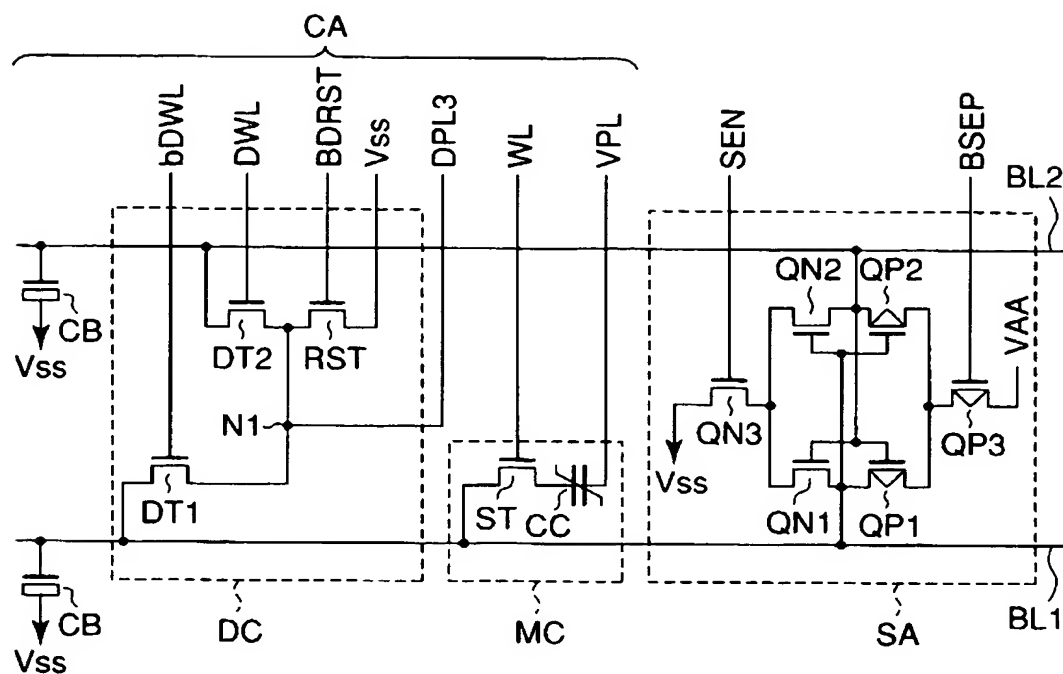 CA
bDWL
DWL
BDRST
Vss
DPL3
WL
VPL
SEN
BSEP
BL2
CB
Vss
DT2
RST
QN2
QP2
VAA
N1
QN3
QP3
Vss
DT1
ST
CC
QN1
QP1
CB
Vss
DC
MC
SA
BL1